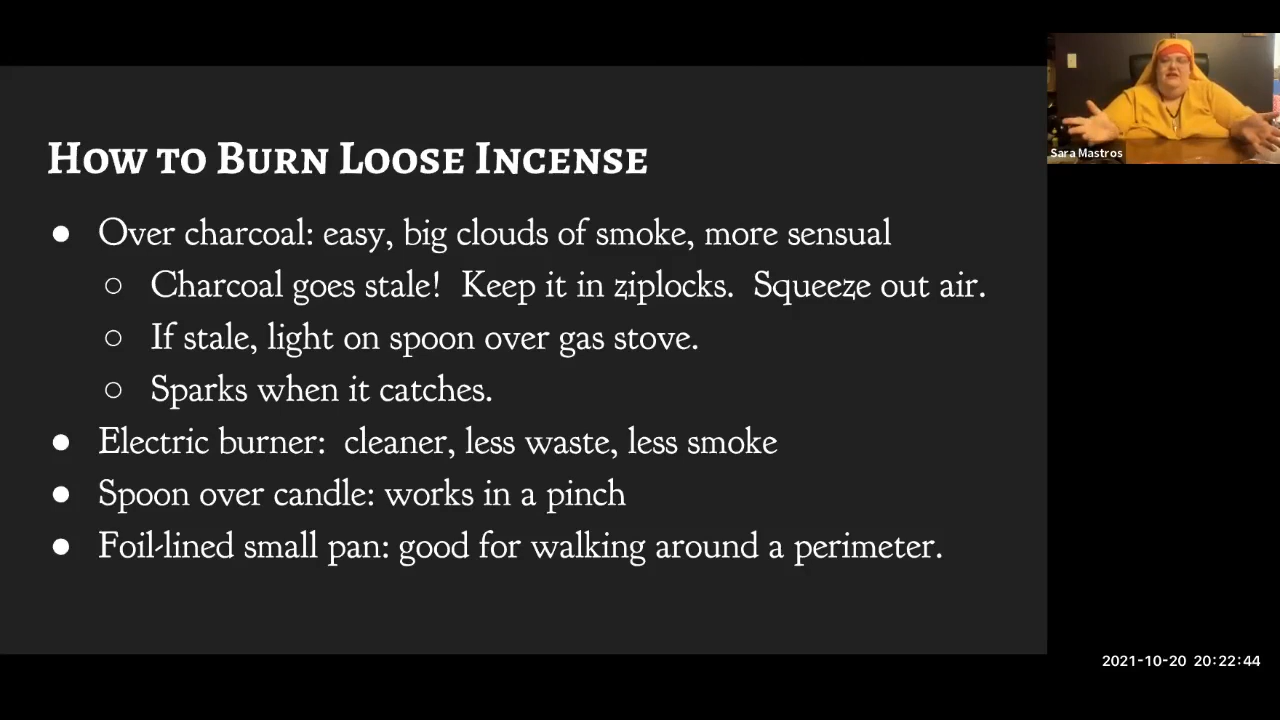 How to Burn Loose Incense
● Over charcoal: easy, big clouds of smoke, more sensual
○ Charcoal goes stale!  Keep it in ziplocks.  Squeeze out air.
○ If stale, light on spoon over gas stove.
○ Sparks when it catches.
● Electric burner:  cleaner, less waste, less smoke
● Spoon over candle: works in a pinch
● Foil-lined small pan: good for walking around a perimeter.
Sara Mastros
2021-10-20 20:22:44